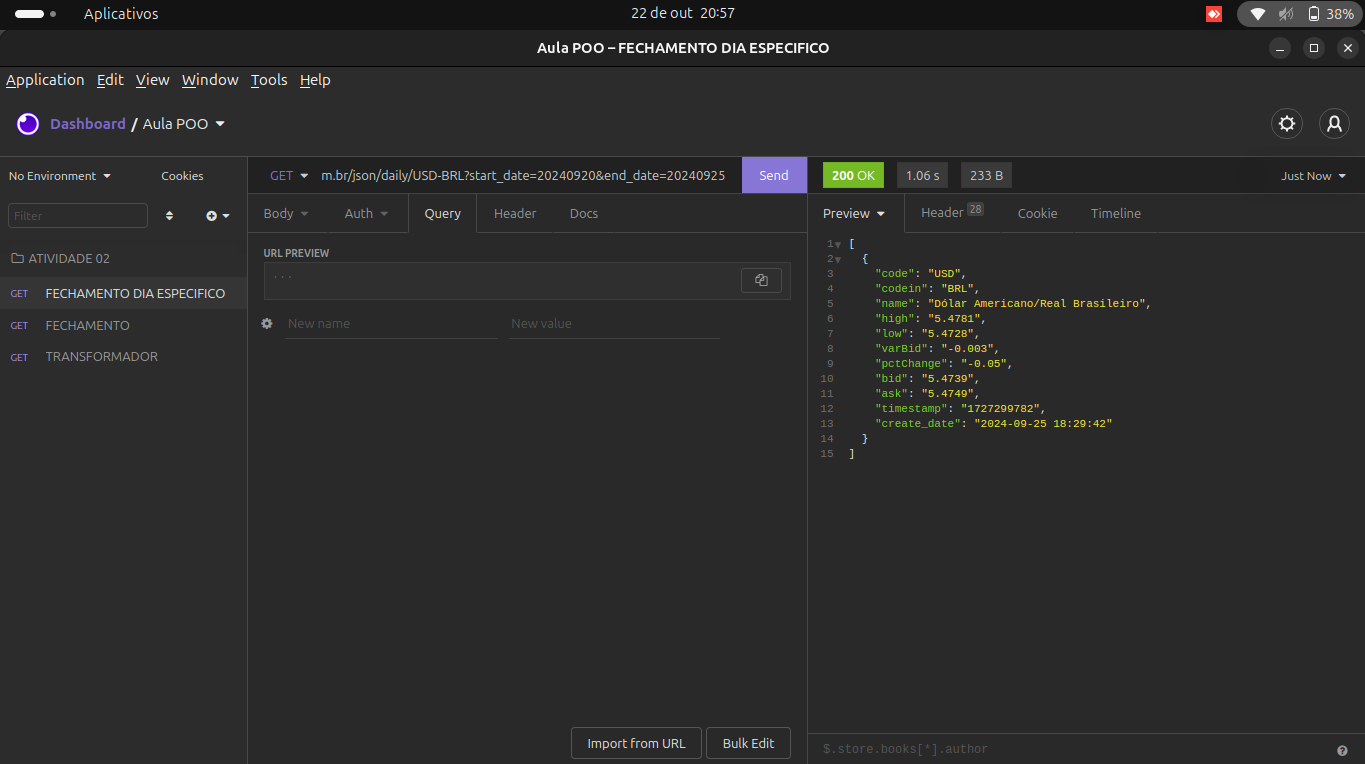 Aplicativos 22 de out 20:57 38%
Aula POO – FECHAMENTO DIA ESPECIFICO
Application Edit View Window Tools Help
Dashboard / Aula POO
No Environment Cookies
GET m.br/json/daily/USD-BRL?start_date=20240920&end_date=20240925 Send
200 OK 1.06 s 233 B Just Now
Filter
Body Auth Query Header Docs
Preview Header 28 Cookie Timeline
ATIVIDADE 02
GET FECHAMENTO DIA ESPECIFICO
GET FECHAMENTO
GET TRANSFORMADOR
URL PREVIEW
...
New name New value
Import from URL Bulk Edit
1 [
2 {
3 "code": "USD",
4 "codein": "BRL",
5 "name": "Dólar Americano/Real Brasileiro",
6 "high": "5.4781",
7 "low": "5.4728",
8 "varBid": "-0.003",
9 "pctChange": "-0.05",
10 "bid": "5.4739",
11 "ask": "5.4749",
12 "timestamp": "1727299782",
13 "create_date": "2024-09-25 18:29:42"
14 }
15 ]
$.store.books[*].author